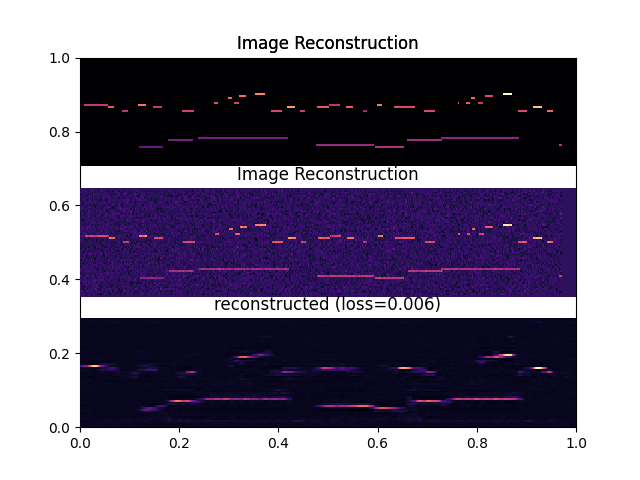 Image Reconstruction
1.0
0.8
Image Reconstruction
0.6
0.4
reconstructed (loss=0.006)
0.2
0.0
0.0 0.2 0.4 0.6 0.8 1.0